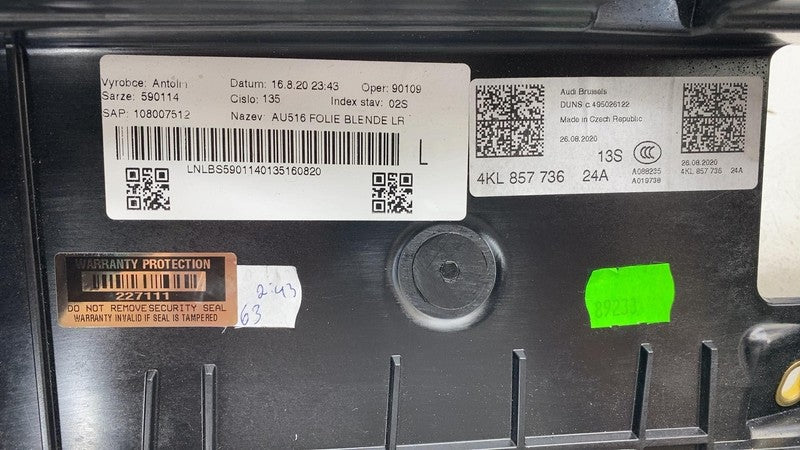 Vyrobce: Antolin Datum: 16.8.20 23:43 Oper: 90109
Sarze: 590114 Cislo: 135 Index stav: 02S
SAP: 108007512 Nazev: AU516 FOLIE BLENDE LR
L
LNLBS5901140135160820
Audi Brussels
DUNS c.495026122
Made in Czech Republic
26.08.2020
13S CCC
26.08.2020
4KL 857 736 24A
A088235
A019738
4KL 857 736 24A
WARRANTY PROTECTION
227111
DO NOT REMOVE SECURITY SEAL
WARRANTY INVALID IF SEAL IS TAMPERED
2:43
63